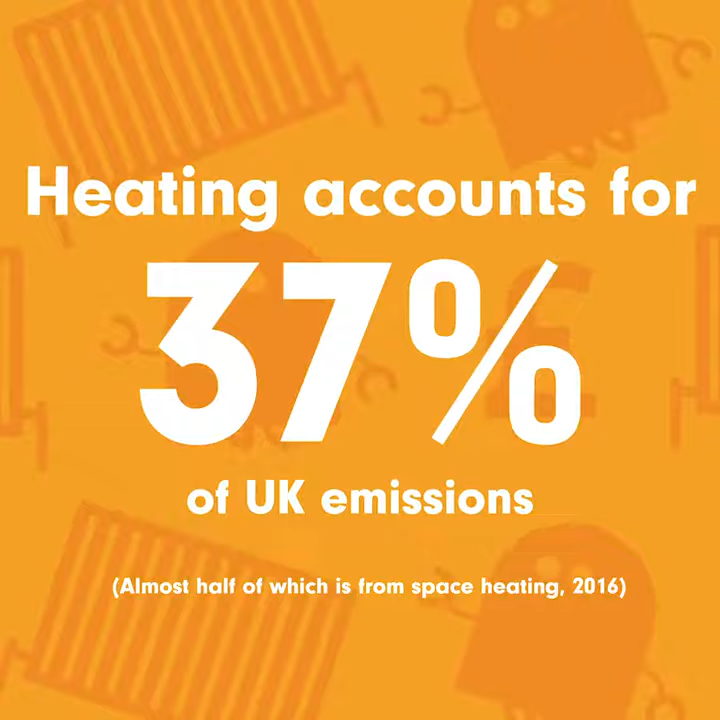 Heating accounts for
37%
of UK emissions
(Almost half of which is from space heating, 2016)